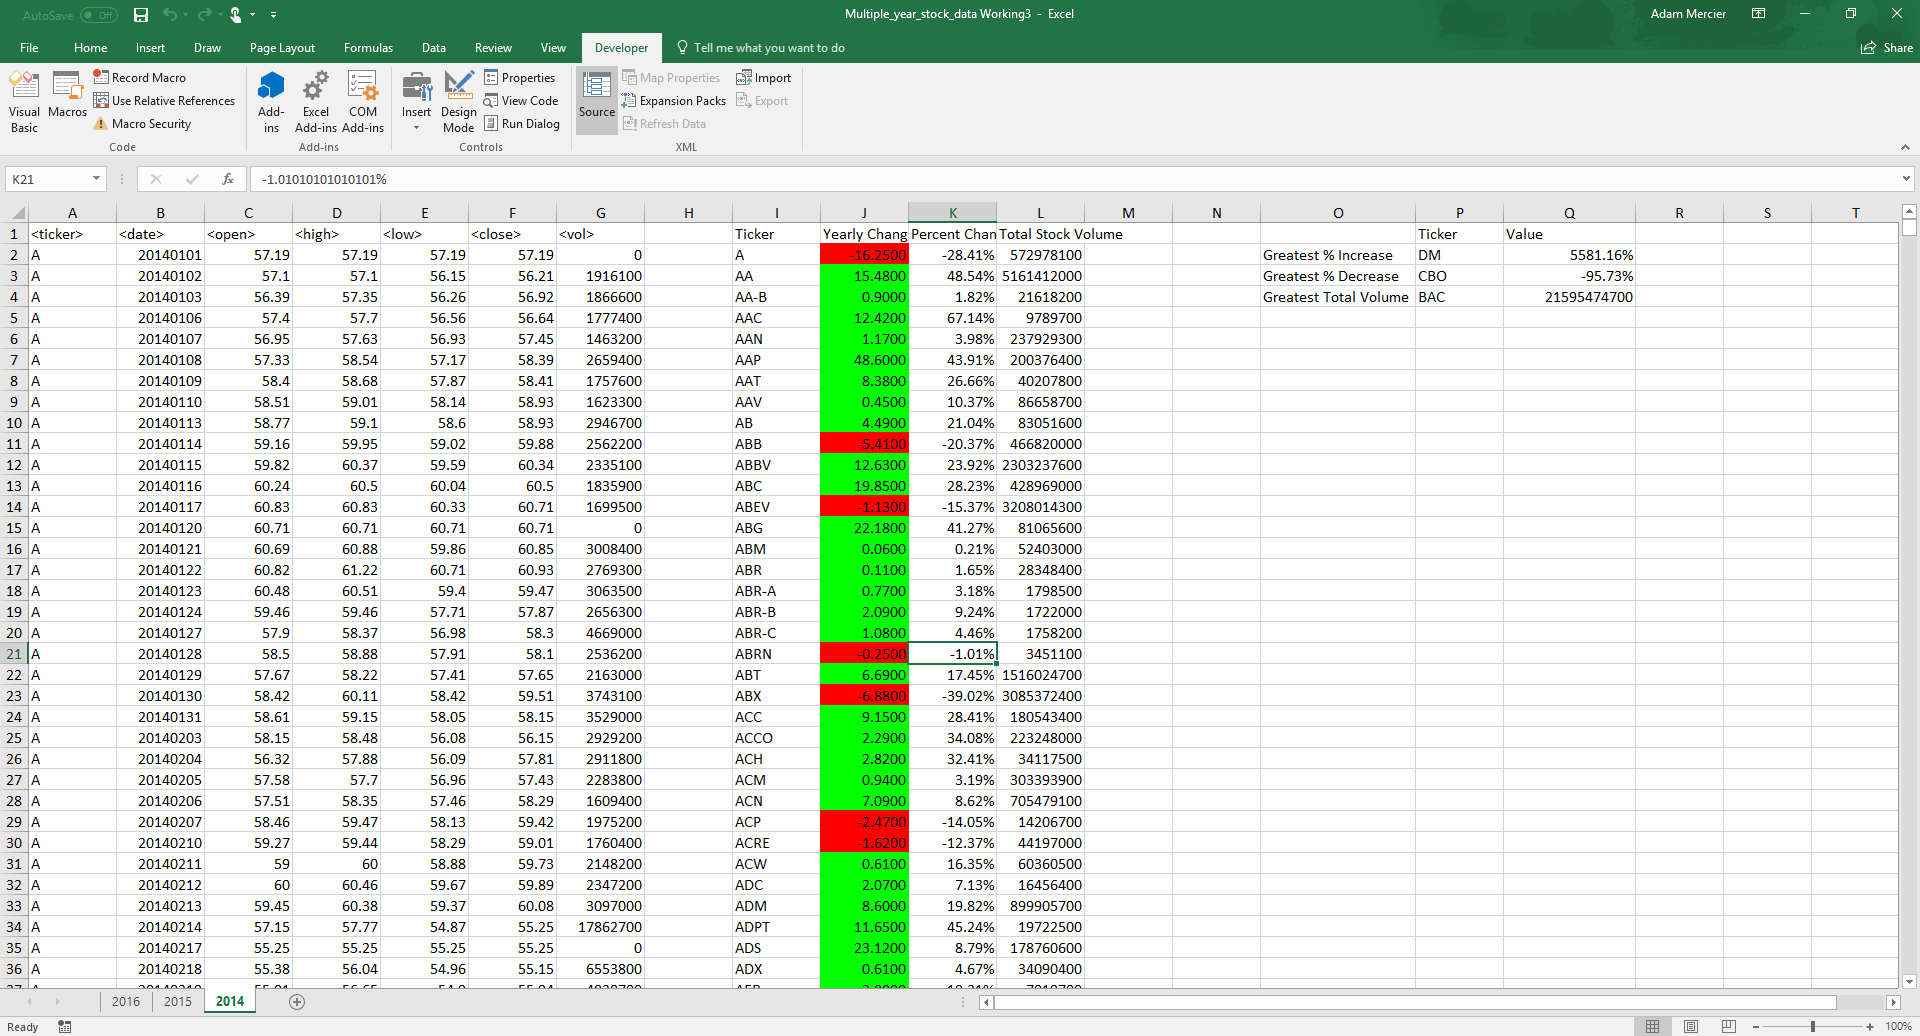 AutoSave Off Multiple_year_stock_data Working3 - Excel Adam Mercier
File Home Insert Draw Page Layout Formulas Data Review View Developer Tell me what you want to do Share
Visual Basic
Macros
Record Macro
Use Relative References
Macro Security
Code
Add-ins
Excel Add-ins
COM Add-ins
Add-ins
Insert
Design Mode
Properties
View Code
Run Dialog
Controls
Source
Map Properties
Expansion Packs
Refresh Data
Import
Export
XML
K21 fx -1.01010101010101%
A B C D E F G H I J K L M N O P Q R S T
1 <ticker> <date> <open> <high> <low> <close> <vol> Ticker Yearly Chang Percent Chan Total Stock Volume Ticker Value
2 A 20140101 57.19 57.19 57.19 57.19 0 A -16.2500 -28.41% 572978100 Greatest % Increase DM 5581.16%
3 A 20140102 57.1 57.1 56.15 56.21 1916100 AA 15.4800 48.54% 5161412000 Greatest % Decrease CBO -95.73%
4 A 20140103 56.39 57.35 56.26 56.92 1866600 AA-B 0.9000 1.82% 21618200 Greatest Total Volume BAC 21595474700
5 A 20140106 57.4 57.7 56.56 56.64 1777400 AAC 12.4200 67.14% 9789700
6 A 20140107 56.95 57.63 56.93 57.45 1463200 AAN 1.1700 3.98% 237929300
7 A 20140108 57.33 58.54 57.17 58.39 2659400 AAP 48.6000 43.91% 200376400
8 A 20140109 58.4 58.68 57.87 58.41 1757600 AAT 8.3800 26.66% 40207800
9 A 20140110 58.51 59.01 58.14 58.93 1623300 AAV 0.4500 10.37% 86658700
10 A 20140113 58.77 59.1 58.6 58.93 2946700 AB 4.4900 21.04% 83051600
11 A 20140114 59.16 59.95 59.02 59.88 2562200 ABB -5.4100 -20.37% 466820000
12 A 20140115 59.82 60.37 59.59 60.34 2335100 ABBV 12.6300 23.92% 2303237600
13 A 20140116 60.24 60.5 60.04 60.5 1835900 ABC 19.8500 28.23% 428969000
14 A 20140117 60.83 60.83 60.33 60.71 1699500 ABEV -1.1300 -15.37% 3208014300
15 A 20140120 60.71 60.71 60.71 60.71 0 ABG 22.1800 41.27% 81065600
16 A 20140121 60.69 60.88 59.86 60.85 3008400 ABM 0.0600 0.21% 52403000
17 A 20140122 60.82 61.22 60.71 60.93 2769300 ABR 0.1100 1.65% 28348400
18 A 20140123 60.48 60.51 59.4 59.47 3063500 ABR-A 0.7700 3.18% 1798500
19 A 20140124 59.46 59.46 57.71 57.87 2656300 ABR-B 2.0900 9.24% 1722000
20 A 20140127 57.9 58.37 56.98 58.3 4669000 ABR-C 1.0800 4.46% 1758200
21 A 20140128 58.5 58.88 57.91 58.1 2536200 ABRN -0.2500 -1.01% 3451100
22 A 20140129 57.67 58.22 57.41 57.65 2163000 ABT 6.6900 17.45% 1516024700
23 A 20140130 58.42 60.11 58.42 59.51 3743100 ABX -6.8800 -39.02% 3085372400
24 A 20140131 58.61 59.15 58.05 58.15 3529000 ACC 9.1500 28.41% 180543400
25 A 20140203 58.15 58.48 56.08 56.15 2929200 ACCO 2.2900 34.08% 223248000
26 A 20140204 56.32 57.88 56.09 57.81 2911800 ACH 2.8200 32.41% 34117500
27 A 20140205 57.58 57.7 56.96 57.43 2283800 ACM 0.9400 3.19% 303393900
28 A 20140206 57.51 58.35 57.46 58.29 1609400 ACN 7.0900 8.62% 705479100
29 A 20140207 58.46 59.47 58.13 59.42 1975200 ACP -2.4700 -14.05% 14206700
30 A 20140210 59.27 59.44 58.29 59.01 1760400 ACRE -1.6200 -12.37% 44197000
31 A 20140211 59 60 58.88 59.73 2148200 ACW 0.6100 16.35% 60360500
32 A 20140212 60 60.46 59.67 59.89 2347200 ADC 2.0700 7.13% 16456400
33 A 20140213 59.45 60.38 59.37 60.08 3097000 ADM 8.6000 19.82% 899905700
34 A 20140214 57.15 57.77 54.87 55.25 17862700 ADPT 11.6500 45.24% 19722500
35 A 20140217 55.25 55.25 55.25 55.25 0 ADS 23.1200 8.79% 178760600
36 A 20140218 55.38 56.04 54.96 55.15 6553800 ADX 0.6100 4.67% 34090400
2016 2015 2014
Ready 100%